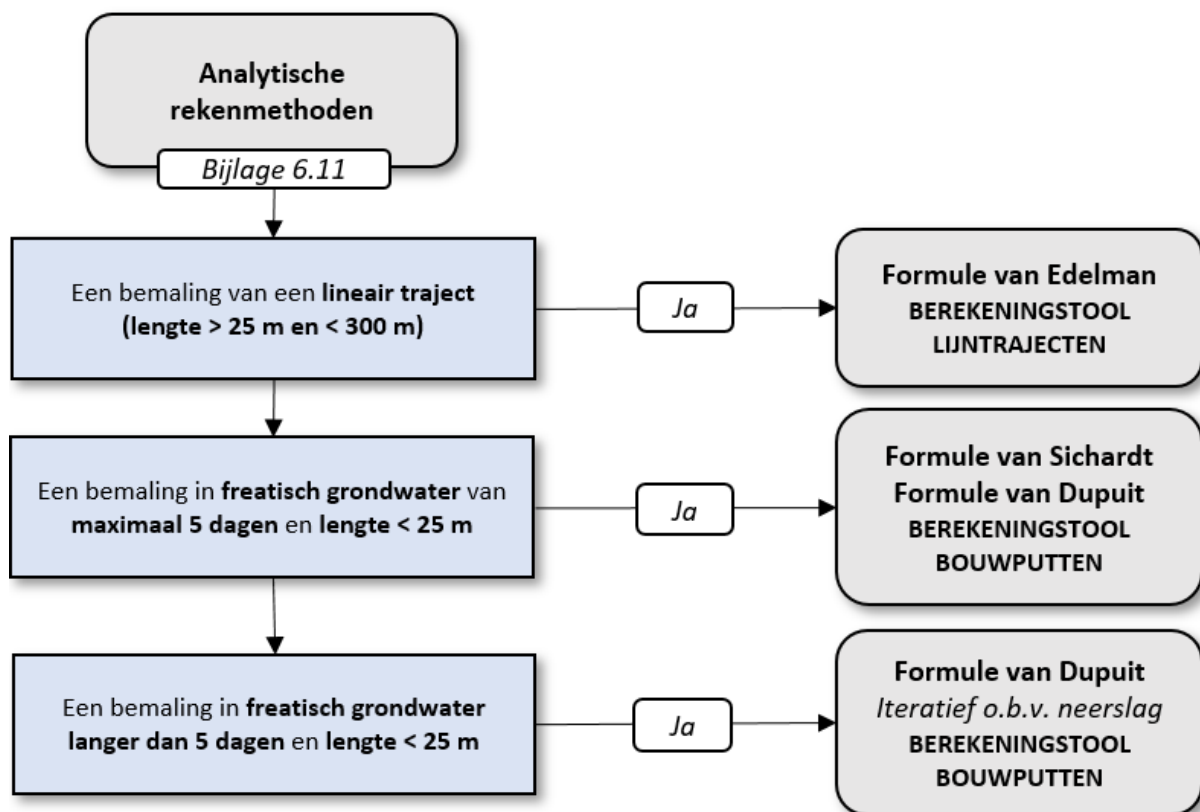 Analytische
rekenmethoden
Bijlage 6.11
Een bemaling van een lineair traject
(lengte > 25 m en < 300 m)
Ja
Formule van Edelman
BEREKENINGSTOOL
LIJNTRAJECTEN
Een bemaling in freatisch grondwater van
maximaal 5 dagen en lengte < 25 m
Ja
Formule van Sichardt
Formule van Dupuit
BEREKENINGSTOOL
BOUWPUTTEN
Een bemaling in freatisch grondwater
langer dan 5 dagen en lengte < 25 m
Ja
Formule van Dupuit
Iteratief o.b.v. neerslag
BEREKENINGSTOOL
BOUWPUTTEN